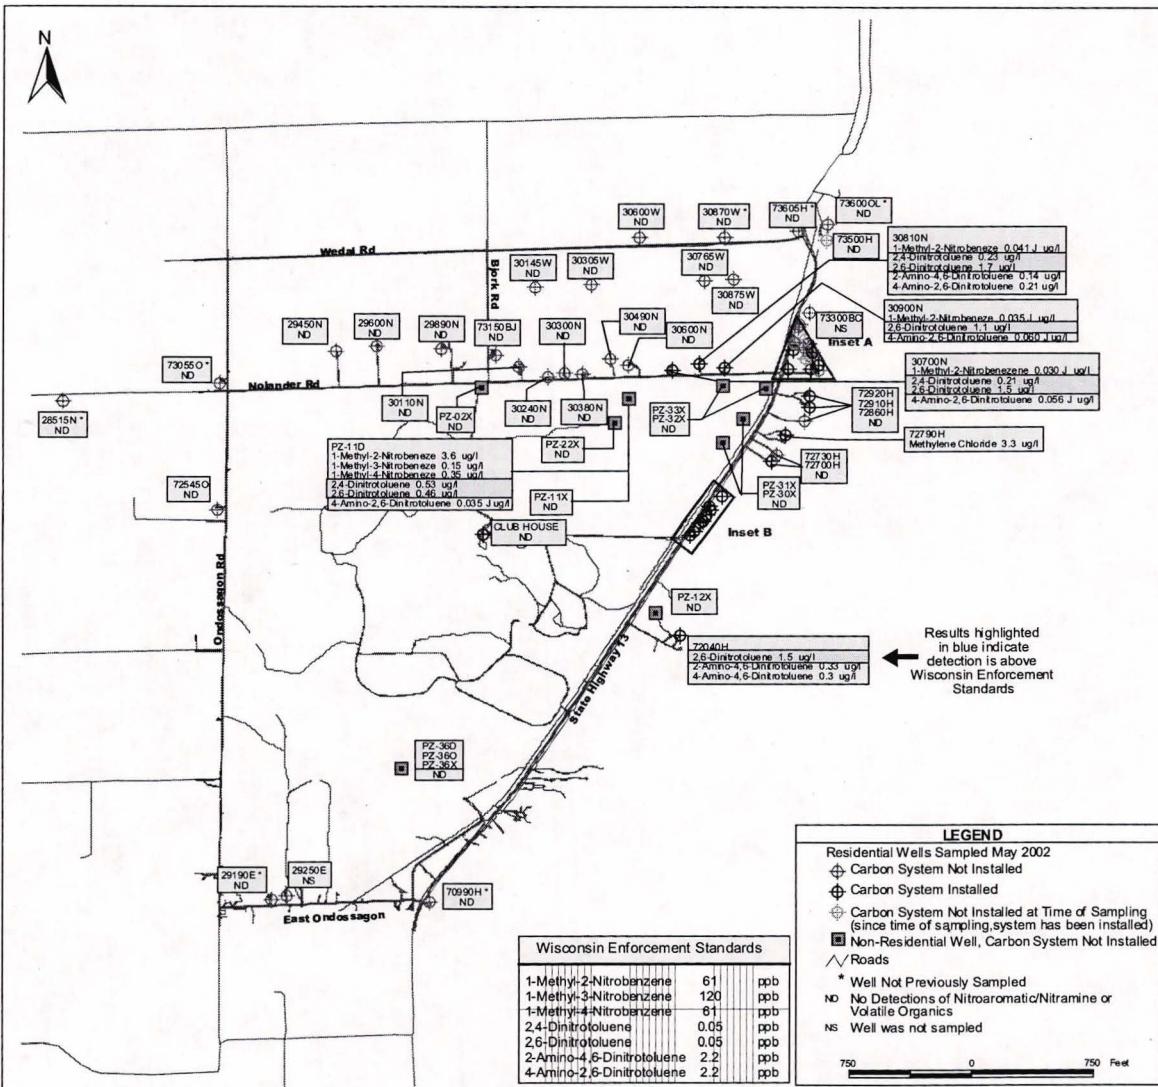 N
Wedal Rd
Bjork Rd
Nolander Rd
Ondossagon Rd
State Highway 13
East Ondossagon
30600W
ND
30870W *
ND
73605H *
ND
73600OL *
ND
73500H
ND
30145W
ND
30305W
ND
30765W
ND
30875W
ND
30810N
1-Methyl-2-Nitrobeneze 0.041 J ug/l
2,4-Dinitrotoluene 0.23 ug/l
2,6-Dinitrotoluene 1.7 ug/l
2-Amino-4,6-Dinitrotoluene 0.14 ug/l
4-Amino-2,6-Dinitrotoluene 0.21 ug/l
30900N
1-Methyl-2-Nitrobeneze 0.035 J ug/l
2,6-Dinitrotoluene 1.1 ug/l
4-Amino-2,6-Dinitrotoluene 0.060 J ug/l
73300BC
NS
Inset A
29450N
ND
29600N
ND
29890N
ND
73150BJ
ND
30300N
ND
30490N
ND
30600N
ND
30700N
1-Methyl-2-Nitrobeneze 0.030 J ug/l
2,4-Dinitrotoluene 0.21 ug/l
2,6-Dinitrotoluene 1.5 ug/l
4-Amino-2,6-Dinitrotoluene 0.056 J ug/l
73055O *
ND
28515N *
ND
30110N
ND
PZ-02X
ND
30240N
ND
30380N
ND
PZ-33X
PZ-32X
ND
72920H
72910H
72860H
ND
72790H
Methylene Chloride 3.3 ug/l
PZ-22X
ND
PZ-11D
1-Methyl-2-Nitrobeneze 3.6 ug/l
1-Methyl-3-Nitrobeneze 0.15 ug/l
1-Methyl-4-Nitrobeneze 0.35 ug/l
2,4-Dinitrotoluene 0.53 ug/l
2,6-Dinitrotoluene 0.46 ug/l
4-Amino-2,6-Dinitrotoluene 0.035 J ug/l
72730H
72700H
ND
PZ-31X
PZ-30X
ND
PZ-11X
ND
72545O
ND
CLUB HOUSE
ND
Inset B
PZ-12X
ND
72040H
2,6-Dinitrotoluene 1.5 ug/l
2-Amino-4,6-Dinitrotoluene 0.33 ug/l
4-Amino-4,6-Dinitrotoluene 0.3 ug/l
Results highlighted
in blue indicate
detection is above
Wisconsin Enforcement
Standards
PZ-36D
PZ-36O
PZ-36X
ND
29190E *
ND
29250E
NS
70990H *
ND
Wisconsin Enforcement Standards
1-Methyl-2-Nitrobenzene 61 ppb
1-Methyl-3-Nitrobenzene 120 ppb
1-Methyl-4-Nitrobenzene 61 ppb
2,4-Dinitrotoluene 0.05 ppb
2,6-Dinitrotoluene 0.05 ppb
2-Amino-4,6-Dinitrotoluene 2.2 ppb
4-Amino-2,6-Dinitrotoluene 2.2 ppb
LEGEND
Residential Wells Sampled May 2002
Carbon System Not Installed
Carbon System Installed
Carbon System Not Installed at Time of Sampling
(since time of sampling,system has been installed)
Non-Residential Well, Carbon System Not Installed
Roads
* Well Not Previously Sampled
ND No Detections of Nitroaromatic/Nitramine or
Volatile Organics
NS Well was not sampled
750 0 750 Feet